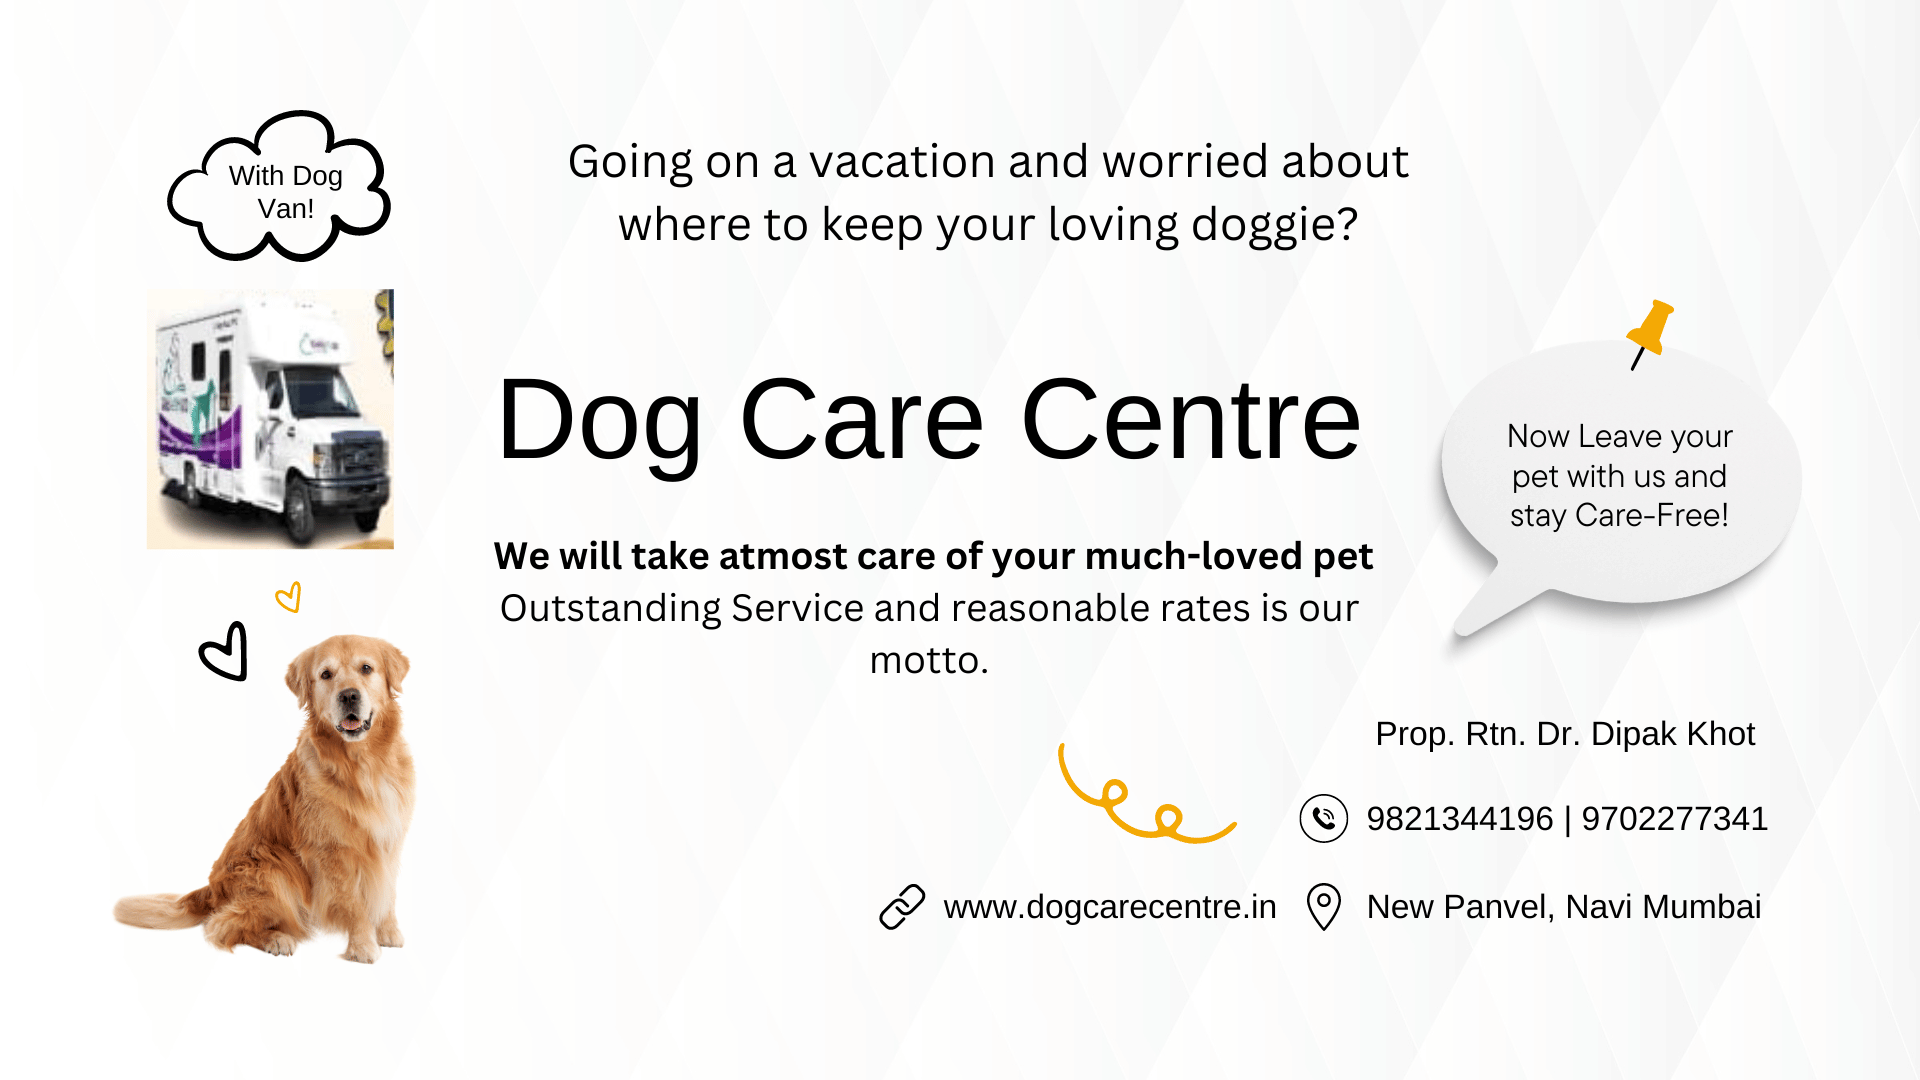 With Dog
Van!
Going on a vacation and worried about
where to keep your loving doggie?
Dog Care Centre
Now Leave your
pet with us and
stay Care-Free!
We will take atmost care of your much-loved pet
Outstanding Service and reasonable rates is our
motto.
Prop. Rtn. Dr. Dipak Khot
9821344196 | 9702277341
www.dogcarecentre.in
New Panvel, Navi Mumbai